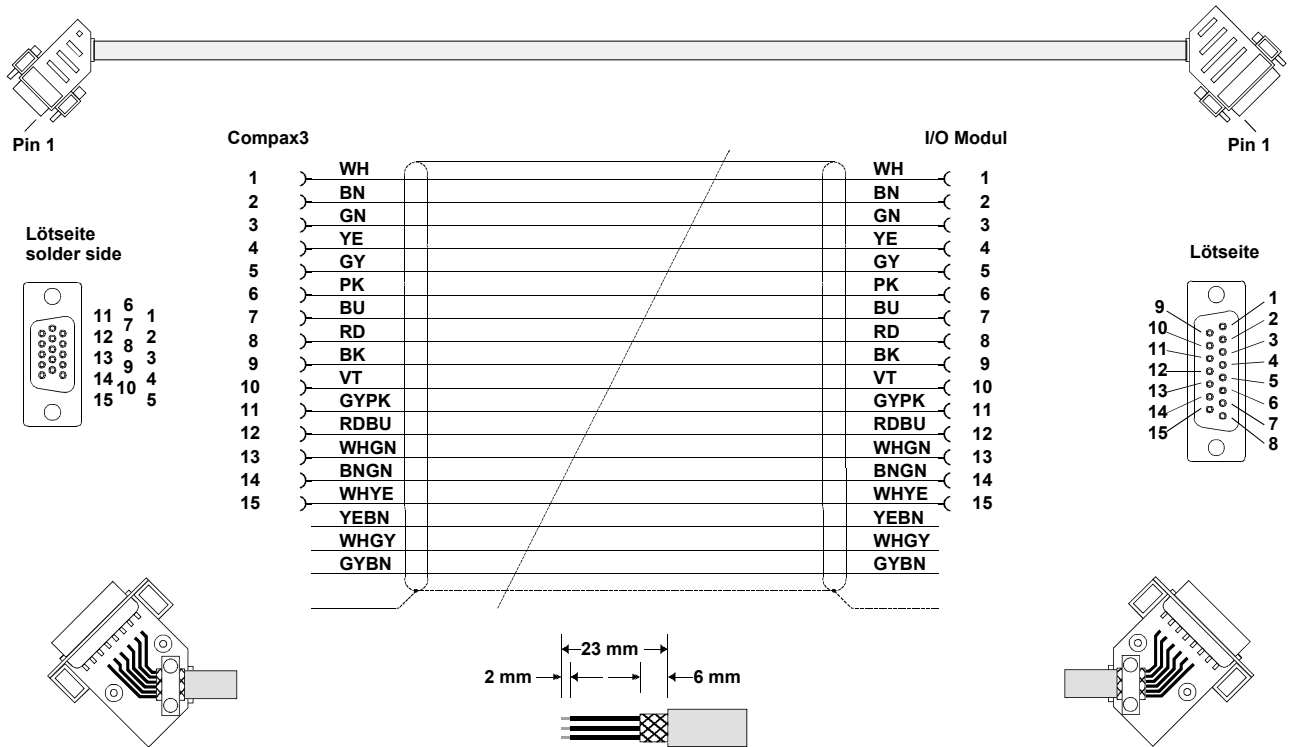 Pin 1
Pin 1
Compax3
I/O Modul
1 WH WH 1
2 BN BN 2
3 GN GN 3
4 YE YE 4
5 GY GY 5
6 PK PK 6
7 BU BU 7
8 RD RD 8
9 BK BK 9
10 VT VT 10
11 GYPK GYPK 11
12 RDBU RDBU 12
13 WHGN WHGN 13
14 BNGN BNGN 14
15 WHYE WHYE 15
YEBN YEBN
WHGY WHGY
GYBN GYBN
Lötseite
solder side
6
11 1
7
12 2
8
13 3
9
14 4
10
15 5
Lötseite
1
9
2
10
3
11
4
12
5
13
6
14
7
15
8
23 mm
2 mm
6 mm